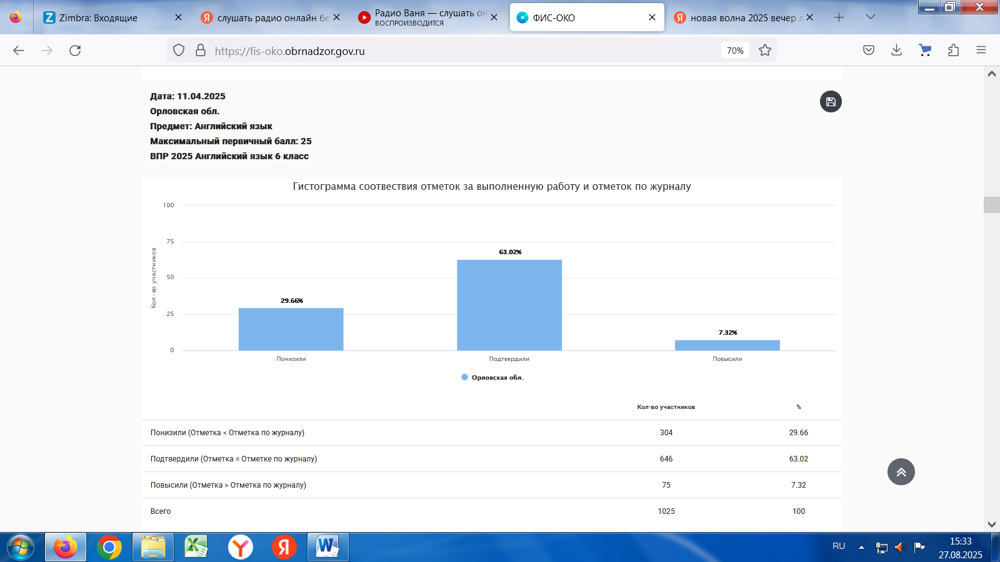 Zimbra: Входящие
слушать радио онлайн бе
Радио Ваня — слушать он
ВОСПРОИЗВОДИТСЯ
ФИС-ОКО
новая волна 2025 вечер л
https://fis-oko.obrnadzor.gov.ru
70%
Дата: 11.04.2025
Орловская обл.
Предмет: Английский язык
Максимальный первичный балл: 25
ВПР 2025 Английский язык 6 класс
Гистограмма соотвествия отметок за выполненную работу и отметок по журналу
Кол-во участников
100
75
50
25
0
29.66%
63.02%
7.32%
Понизили
Подтвердили
Повысили
Орловская обл.
Кол-во участников %
Понизили (Отметка < Отметка по журналу) 304 29.66
Подтвердили (Отметка = Отметке по журналу) 646 63.02
Повысили (Отметка > Отметка по журналу) 75 7.32
Всего 1025 100
RU
15:33
27.08.2025